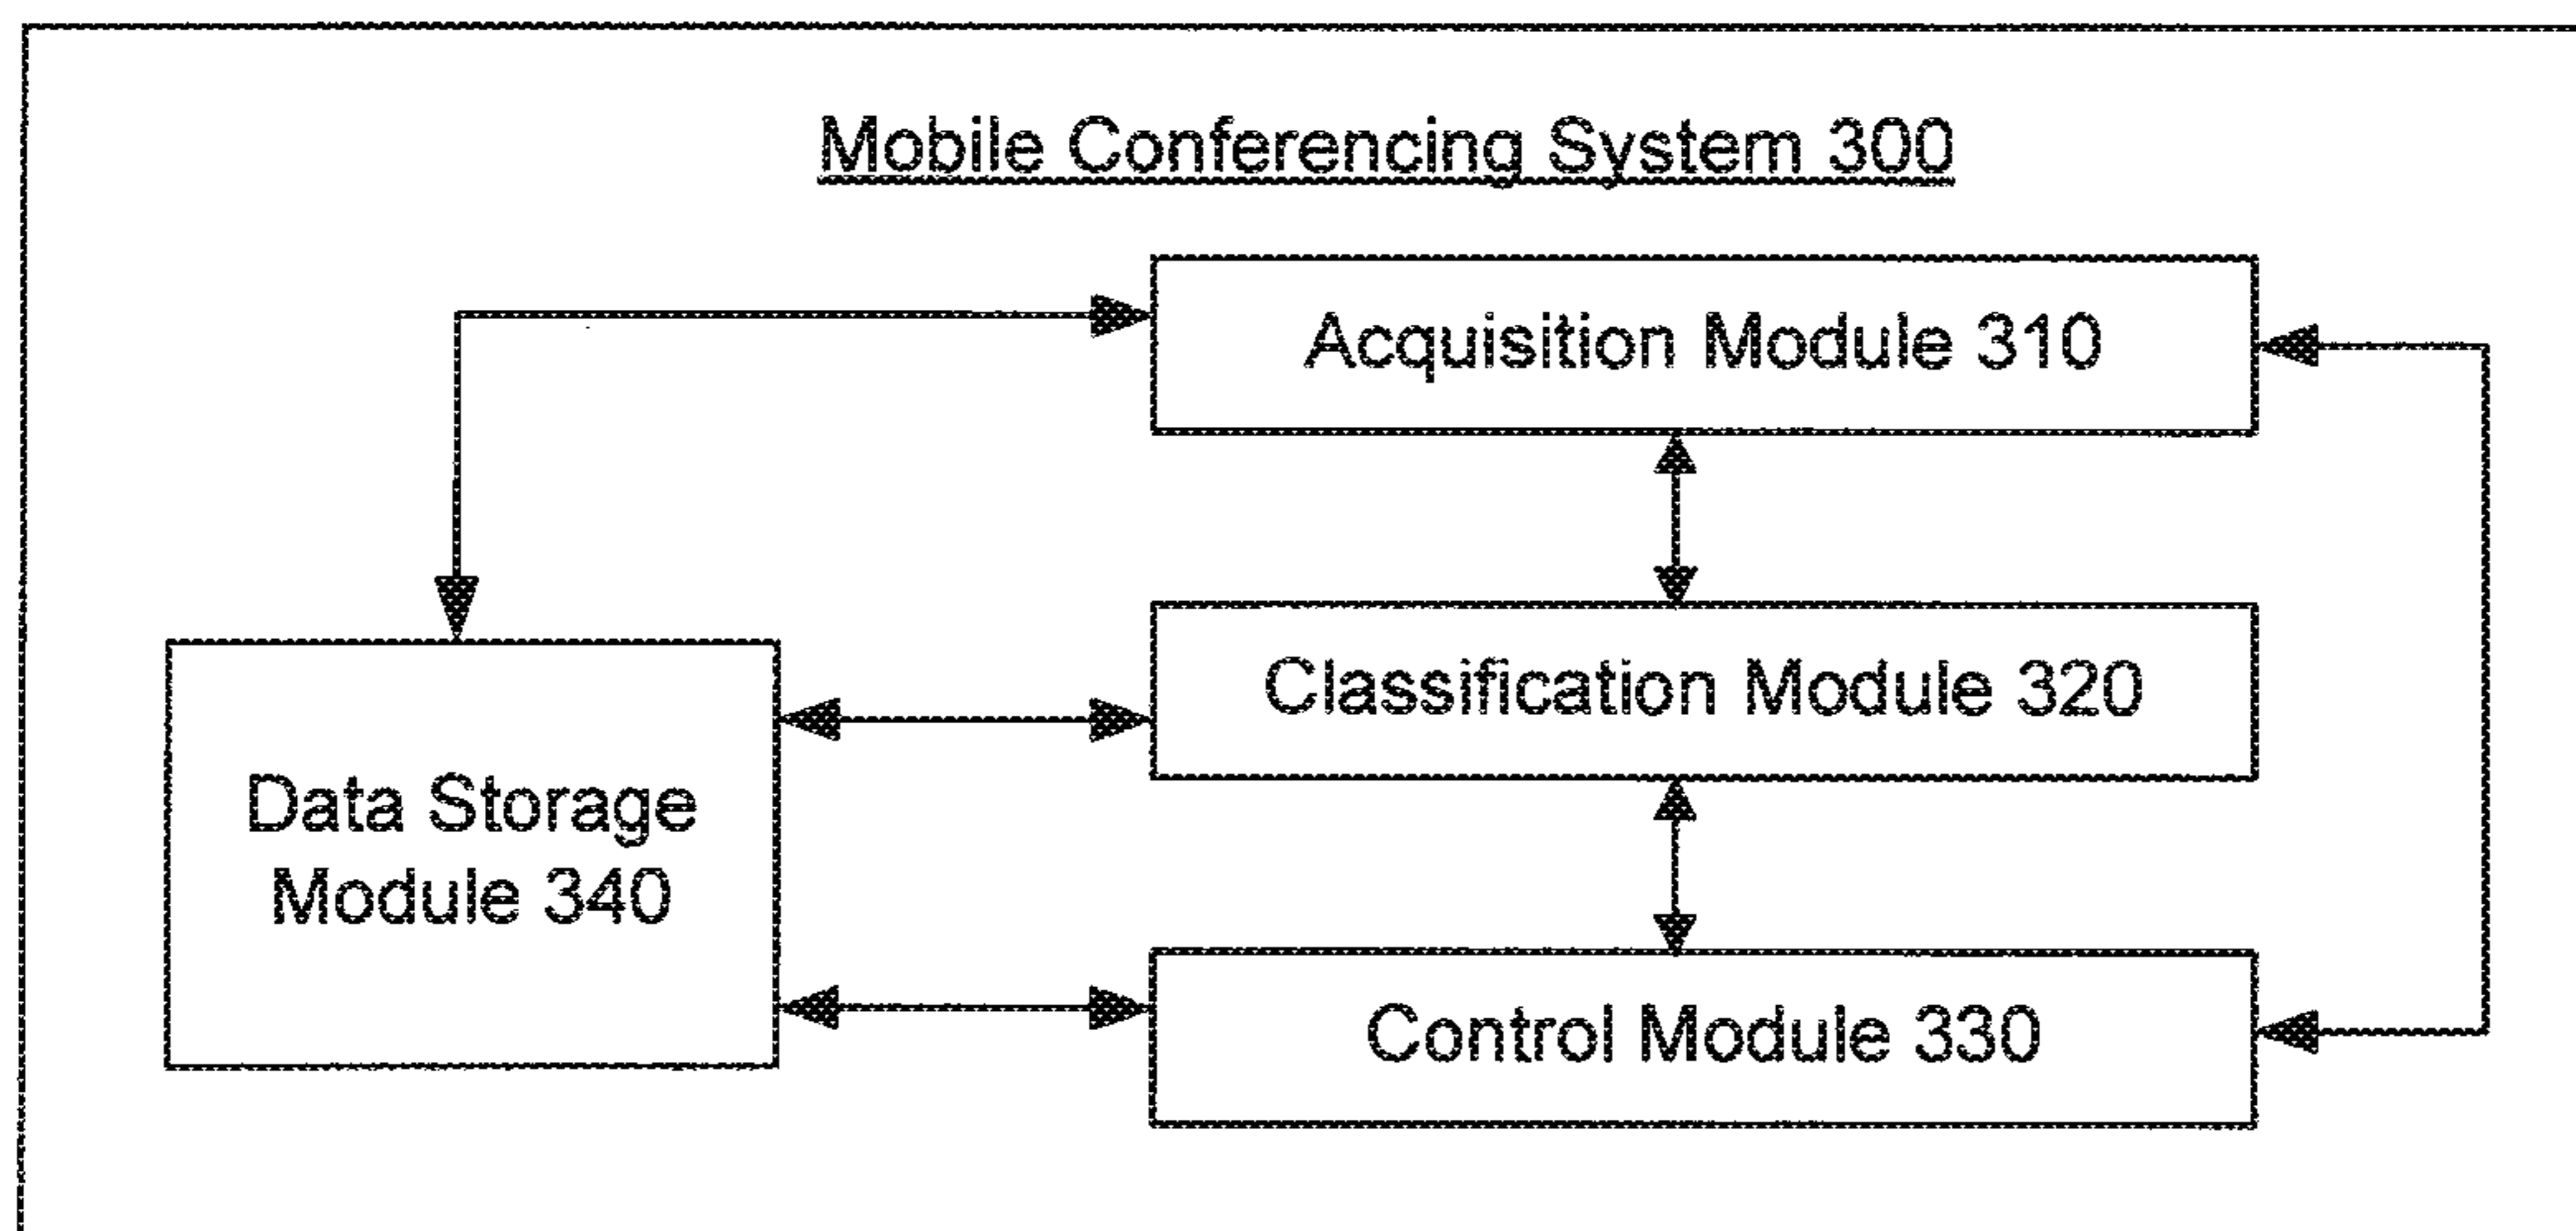 Mobile Conferencing System 300
Acquisition Module 310
Classification Module 320
Data Storage
Module 340
Control Module 330